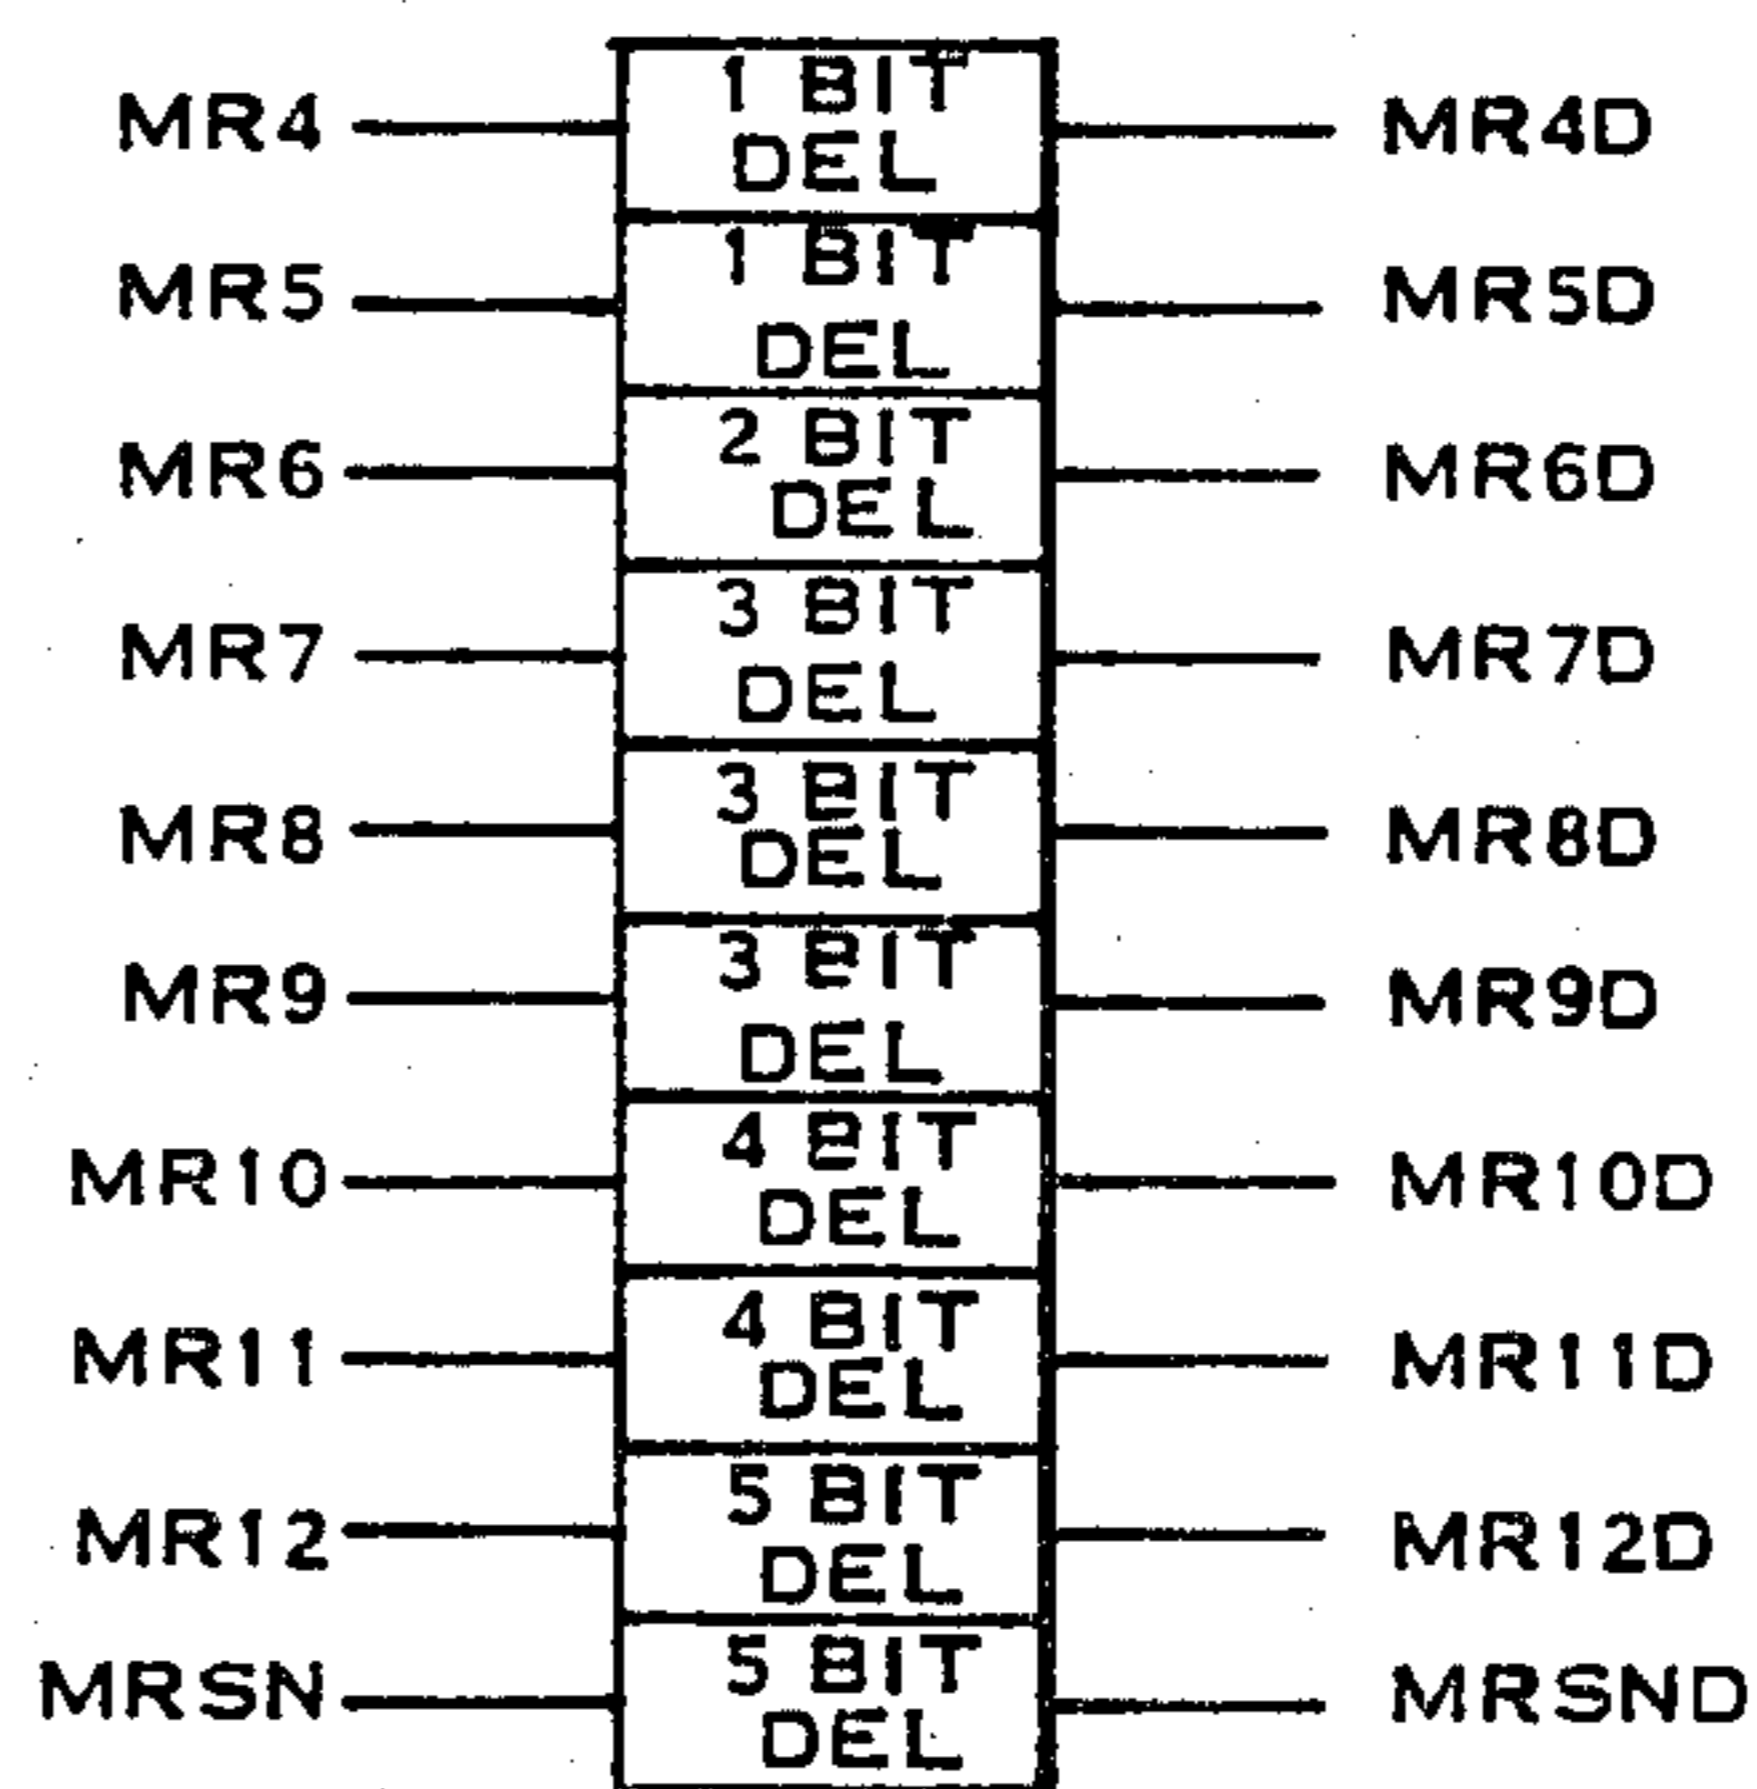 1 BIT
MR4 DEL MR4D
1 BIT
MR5 DEL MR5D
2 BIT
MR6 DEL MR6D
3 BIT
MR7 DEL MR7D
3 BIT
MR8 DEL MR8D
3 BIT
MR9 DEL MR9D
4 BIT
MR10 DEL MR10D
4 BIT
MR11 DEL MR11D
5 BIT
MR12 DEL MR12D
5 BIT
MRSN DEL MRSND